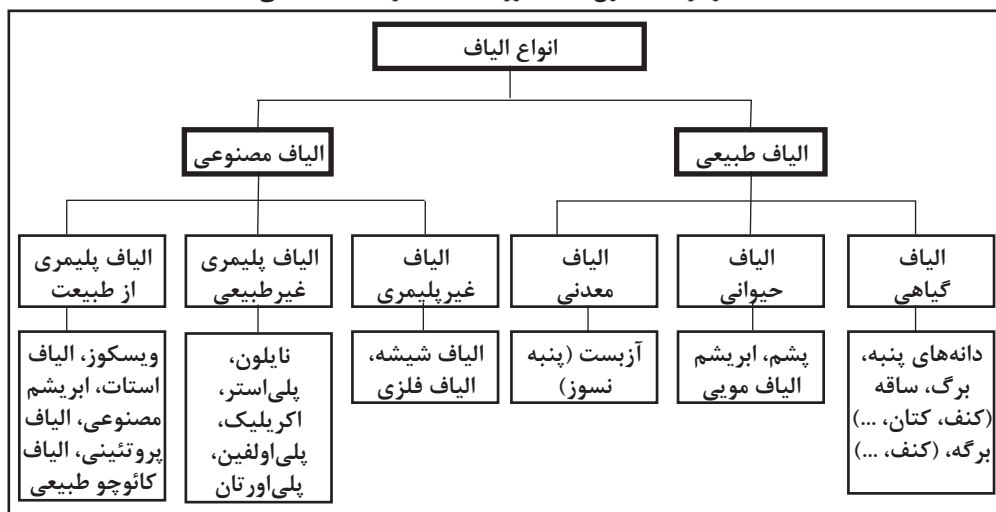 انواع الیاف
الیاف طبیعی
الیاف مصنوعی
الیاف
گیاهی
الیاف
حیوانی
الیاف
معدنی
الیاف
غیرپلیمری
الیاف پلیمری
غیرطبیعی
الیاف پلیمری
از طبیعت
دانه‌های پنبه،
برگ، ساقه
(کنف، کتان، ...)
برگه، (کنف، ...)
پشم، ابریشم
الیاف مویی
آزبست (پنبه
نسوز)
الیاف شیشه،
الیاف فلزی
نایلون،
پلی‌استر،
اکریلیک،
پلی‌اولفین،
پلی‌اورتان
ویسکوز، الیاف
استات، ابریشم
مصنوعی، الیاف
پروتئینی، الیاف
کائوچو طبیعی